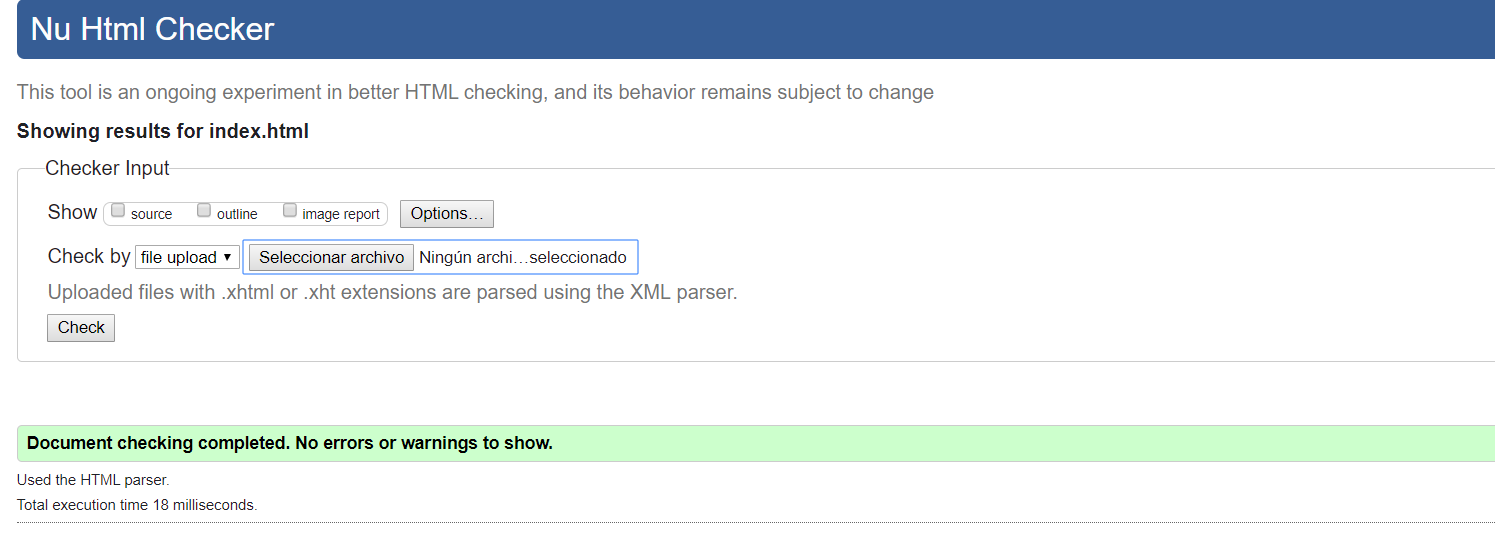 Nu Html Checker
This tool is an ongoing experiment in better HTML checking, and its behavior remains subject to change
Showing results for index.html
Checker Input
Show source outline image report Options…
Check by file upload Seleccionar archivo Ningún archi…seleccionado
Uploaded files with .xhtml or .xht extensions are parsed using the XML parser.
Check
Document checking completed. No errors or warnings to show.
Used the HTML parser.
Total execution time 18 milliseconds.